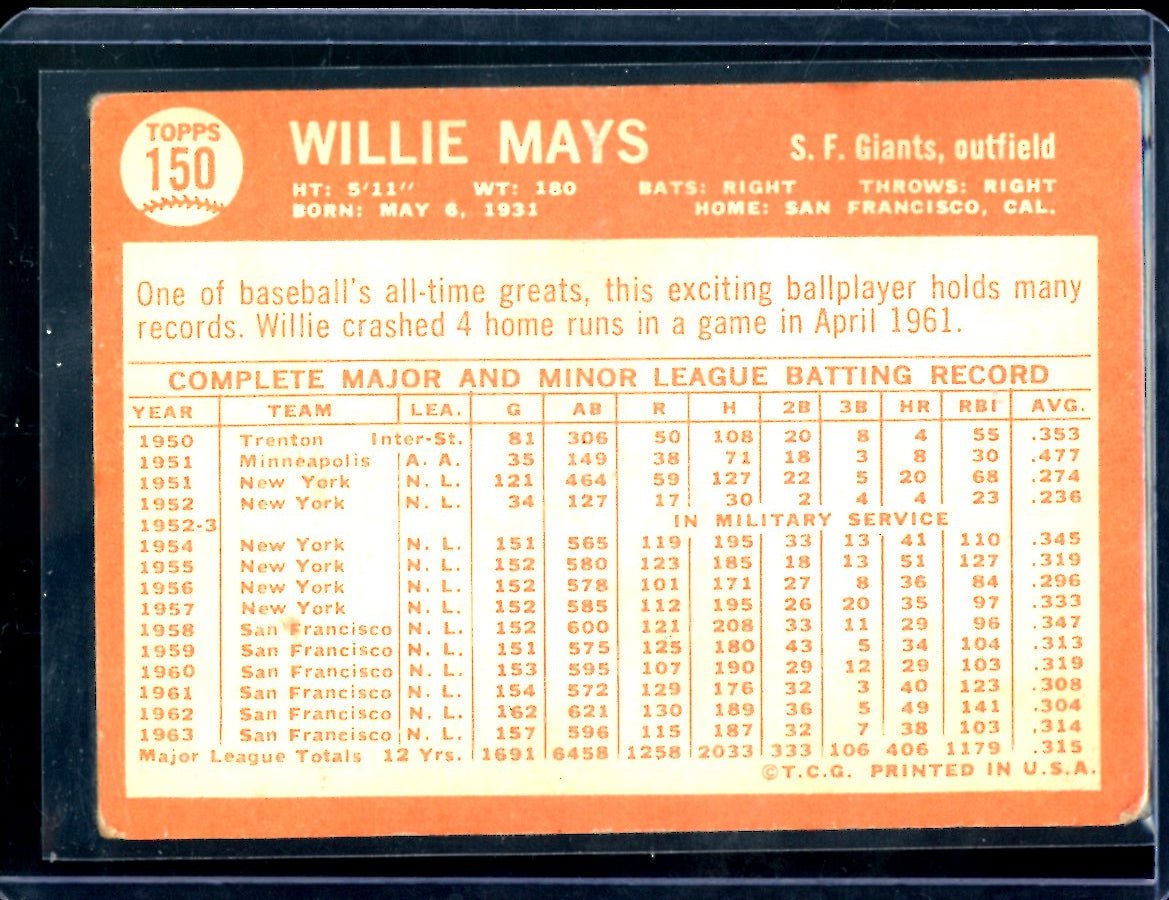 TOPPS
150
WILLIE MAYS
S. F. Giants, outfield
HT: 5'11" WT: 180 BATS: RIGHT THROWS: RIGHT
BORN: MAY 6, 1931 HOME: SAN FRANCISCO, CAL.
One of baseball's all-time greats, this exciting ballplayer holds many
records. Willie crashed 4 home runs in a game in April 1961.
COMPLETE MAJOR AND MINOR LEAGUE BATTING RECORD
YEAR TEAM LEA. G AB R H 2B 3B HR RBI AVG.
1950 Trenton Inter-St. 81 306 50 108 20 8 4 55 .353
1951 Minneapolis A. A. 35 149 38 71 18 3 8 30 .477
1951 New York N. L. 121 464 59 127 22 5 20 68 .274
1952 New York N. L. 34 127 17 30 2 4 4 23 .236
1952-3 IN MILITARY SERVICE
1954 New York N. L. 151 565 119 195 33 13 41 110 .345
1955 New York N. L. 152 580 123 185 18 13 51 127 .319
1956 New York N. L. 152 578 101 171 27 8 36 84 .296
1957 New York N. L. 152 585 112 195 26 20 35 97 .333
1958 San Francisco N. L. 152 600 121 208 33 11 29 96 .347
1959 San Francisco N. L. 151 575 125 180 43 5 34 104 .313
1960 San Francisco N. L. 153 595 107 190 29 12 29 103 .319
1961 San Francisco N. L. 154 572 129 176 32 3 40 123 .308
1962 San Francisco N. L. 162 621 130 189 36 5 49 141 .304
1963 San Francisco N. L. 157 596 115 187 32 7 38 103 .314
Major League Totals 12 Yrs. 1691 6458 1258 2033 333 106 406 1179 .315
©T.C.G. PRINTED IN U.S.A.